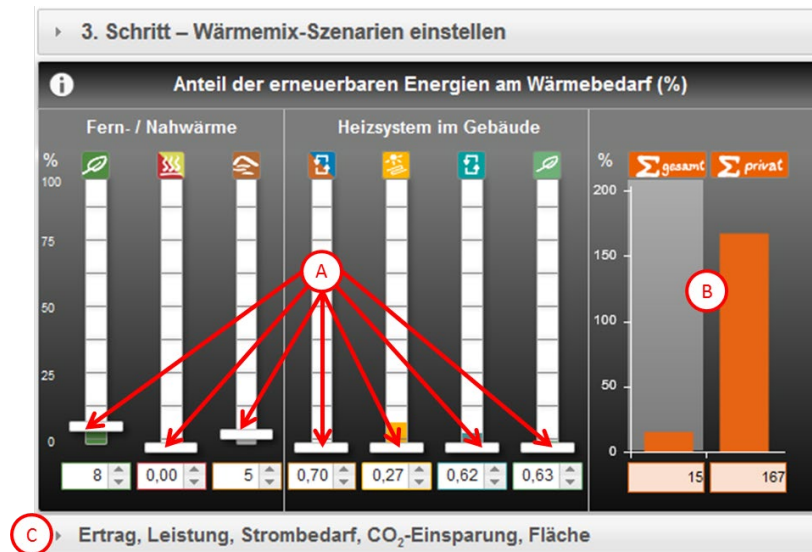 3. Schritt – Wärmemix-Szenarien einstellen
Anteil der erneuerbaren Energien am Wärmebedarf (%)
Fern- / Nahwärme
Heizsystem im Gebäude
%
100
75
50
25
0
8
0,00
5
0,70
0,27
0,62
0,63
%
200
150
100
50
0
Σ gesamt
Σ privat
15
167
A
B
C
Ertrag, Leistung, Strombedarf, CO₂-Einsparung, Fläche